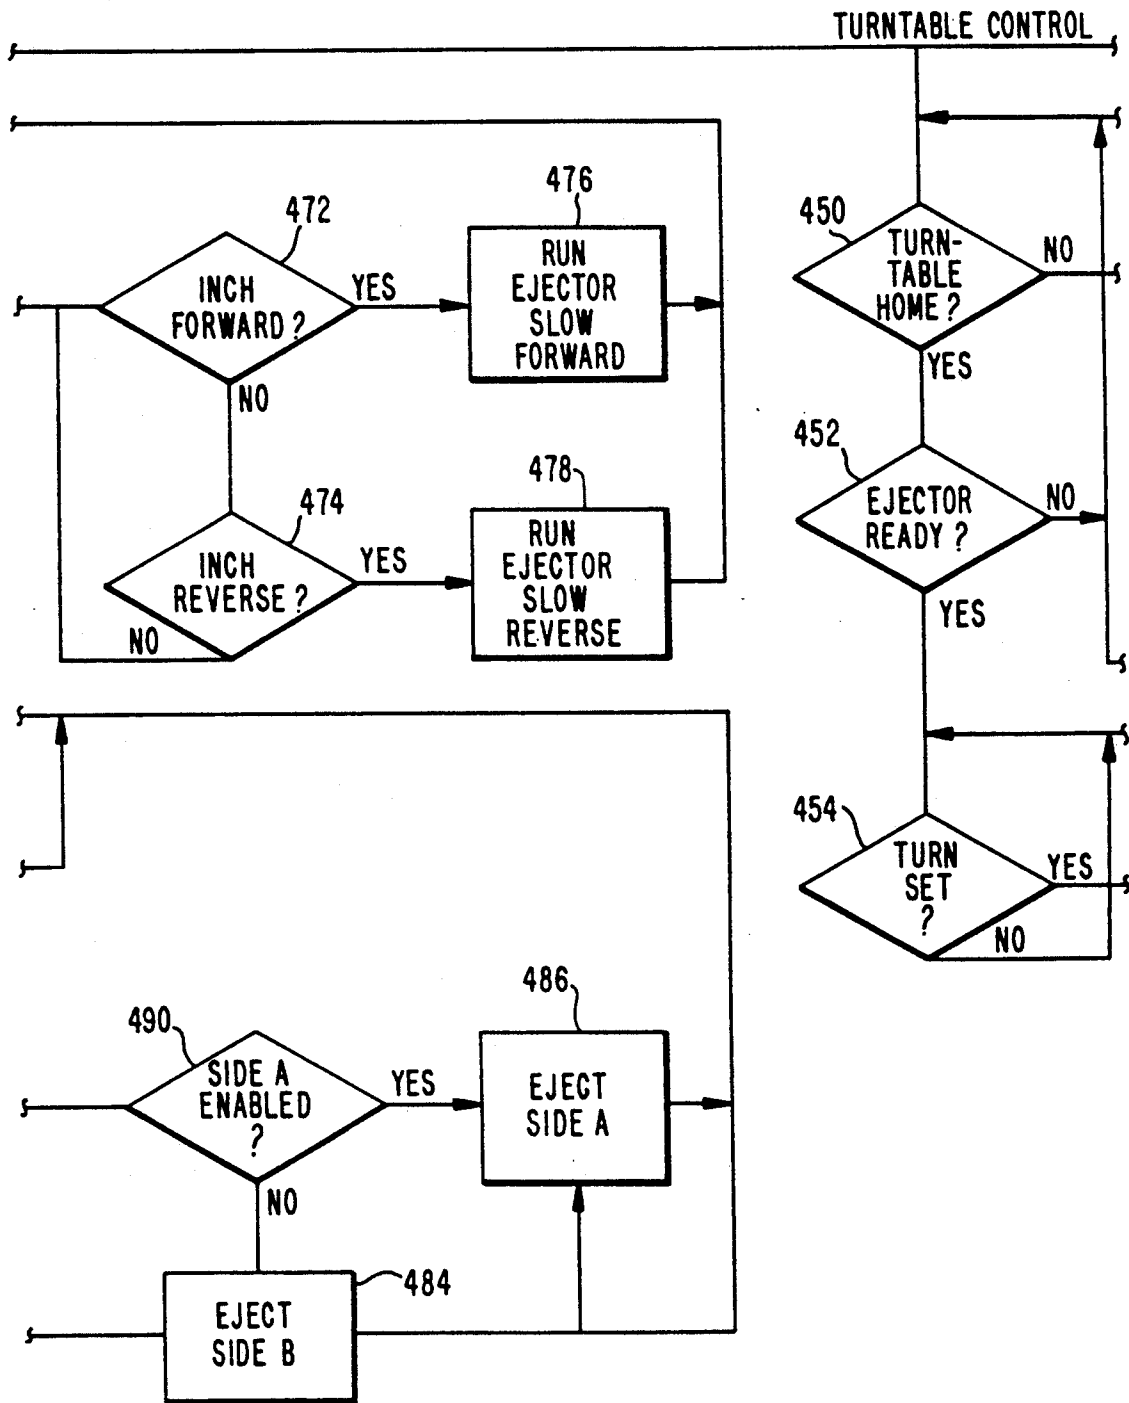 TURNTABLE CONTROL
472
INCH
FORWARD?
YES
NO
476
RUN
EJECTOR
SLOW
FORWARD
474
INCH
REVERSE?
YES
NO
478
RUN
EJECTOR
SLOW
REVERSE
450
TURN-
TABLE
HOME?
NO
YES
452
EJECTOR
READY?
NO
YES
454
TURN
SET
?
YES
NO
490
SIDE A
ENABLED
?
YES
NO
486
EJECT
SIDE A
484
EJECT
SIDE B